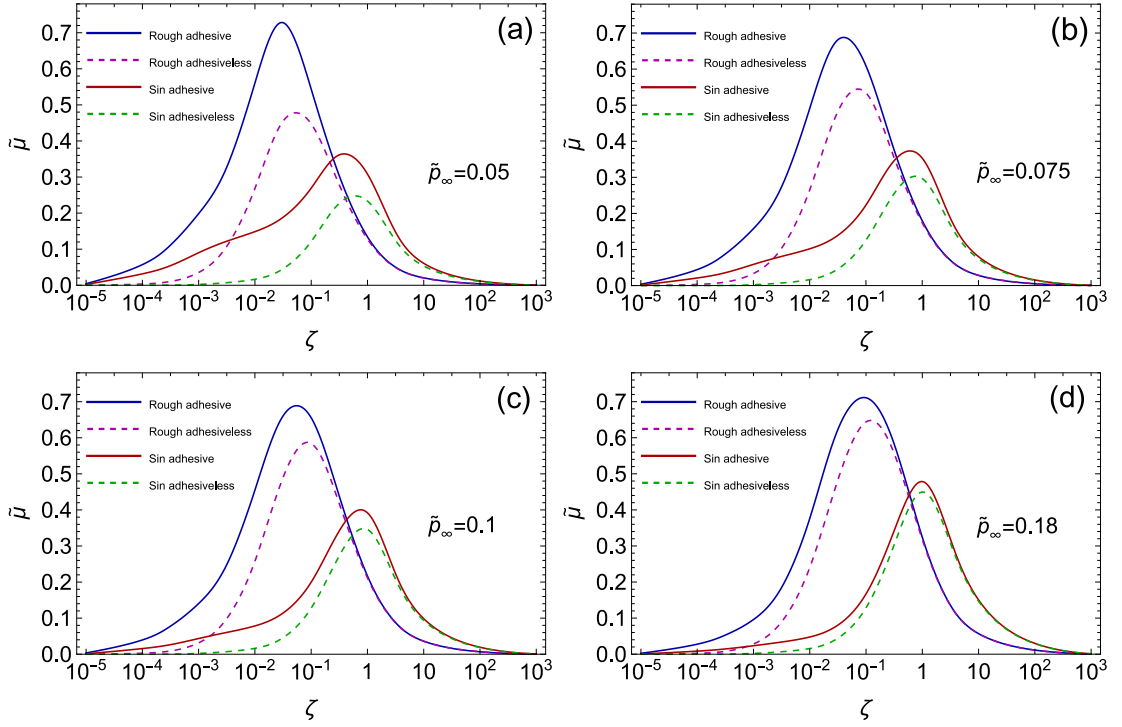 (a)
Rough adhesive
Rough adhesiveless
Sin adhesive
Sin adhesiveless
p̃∞=0.05
μ̃
0.7
0.6
0.5
0.4
0.3
0.2
0.1
0.0
10⁻⁵ 10⁻⁴ 10⁻³ 10⁻² 10⁻¹ 1 10 10² 10³
ζ
(b)
Rough adhesive
Rough adhesiveless
Sin adhesive
Sin adhesiveless
p̃∞=0.075
μ̃
0.7
0.6
0.5
0.4
0.3
0.2
0.1
0.0
10⁻⁵ 10⁻⁴ 10⁻³ 10⁻² 10⁻¹ 1 10 10² 10³
ζ
(c)
Rough adhesive
Rough adhesiveless
Sin adhesive
Sin adhesiveless
p̃∞=0.1
μ̃
0.7
0.6
0.5
0.4
0.3
0.2
0.1
0.0
10⁻⁵ 10⁻⁴ 10⁻³ 10⁻² 10⁻¹ 1 10 10² 10³
ζ
(d)
Rough adhesive
Rough adhesiveless
Sin adhesive
Sin adhesiveless
p̃∞=0.18
μ̃
0.7
0.6
0.5
0.4
0.3
0.2
0.1
0.0
10⁻⁵ 10⁻⁴ 10⁻³ 10⁻² 10⁻¹ 1 10 10² 10³
ζ